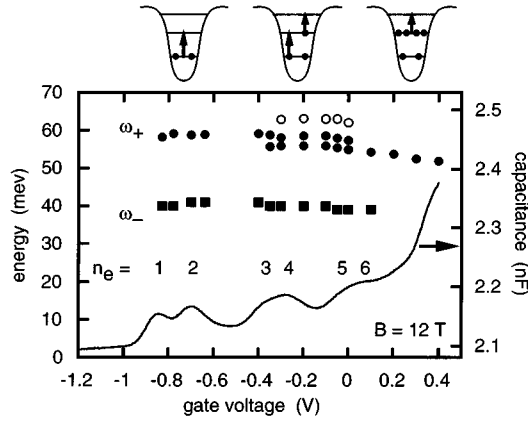 70
60
50
40
30
20
10
0
energy (mev)
ω+
ω−
nₑ = 1 2 3 4 5 6
B = 12 T
2.5
2.4
2.3
2.2
2.1
capacitance (nF)
-1.2 -1 -0.8 -0.6 -0.4 -0.2 0 0.2 0.4
gate voltage (V)